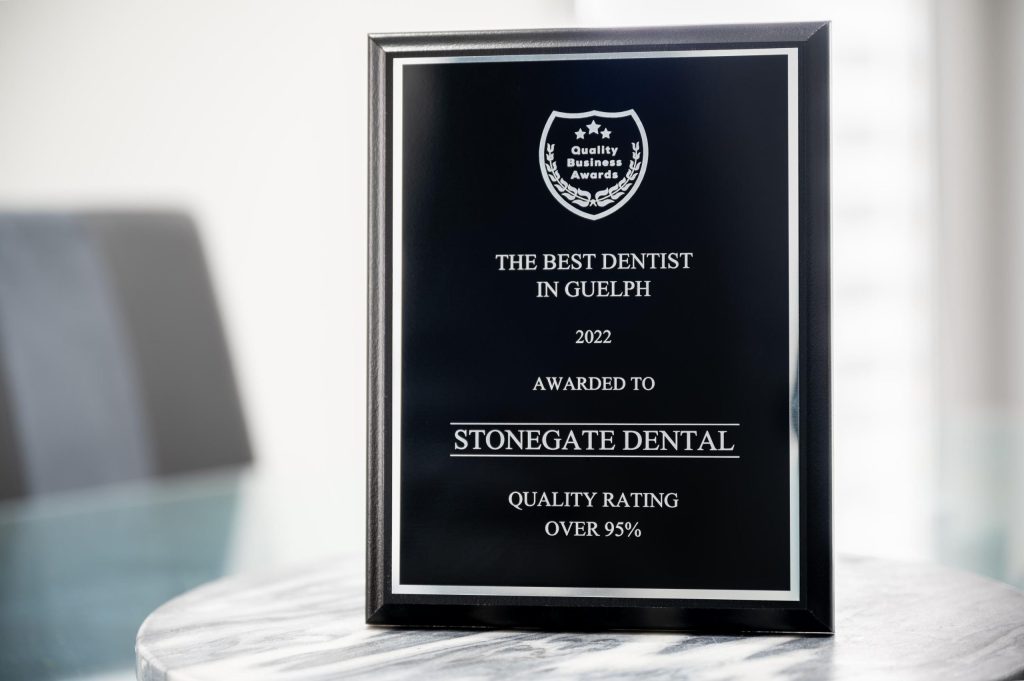 Quality
Business
Awards
THE BEST DENTIST
IN GUELPH
2022
AWARDED TO
STONEGATE DENTAL
QUALITY RATING
OVER 95%